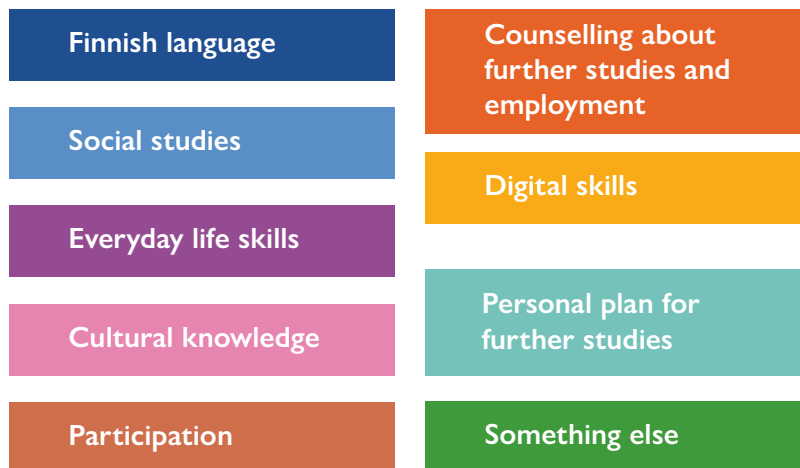 Finnish language
Social studies
Everyday life skills
Cultural knowledge
Participation
Counselling about
further studies and
employment
Digital skills
Personal plan for
further studies
Something else